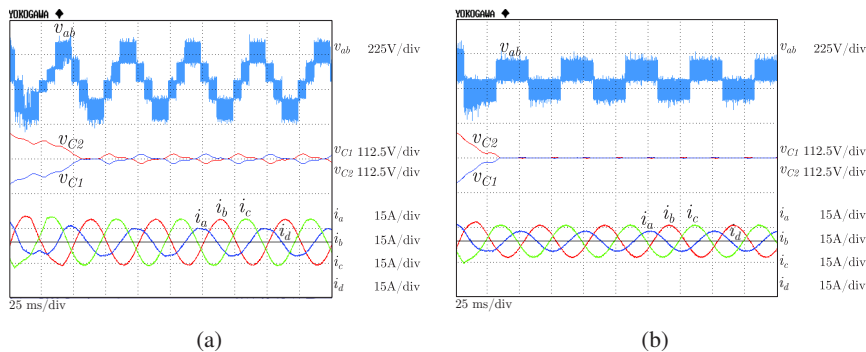 YOKOGAWA ◆
v_ab
v_ab 225V/div
v_C2
v_C1 112.5V/div
v_C2 112.5V/div
v_C1
i_a i_b i_c
i_d
i_a 15A/div
i_b 15A/div
i_c 15A/div
i_d 15A/div
25 ms/div
(a)
YOKOGAWA ◆
v_ab
v_ab 225V/div
v_C2
v_C1 112.5V/div
v_C2 112.5V/div
v_C1
i_a i_b i_c
i_d
i_a 15A/div
i_b 15A/div
i_c 15A/div
i_d 15A/div
25 ms/div
(b)